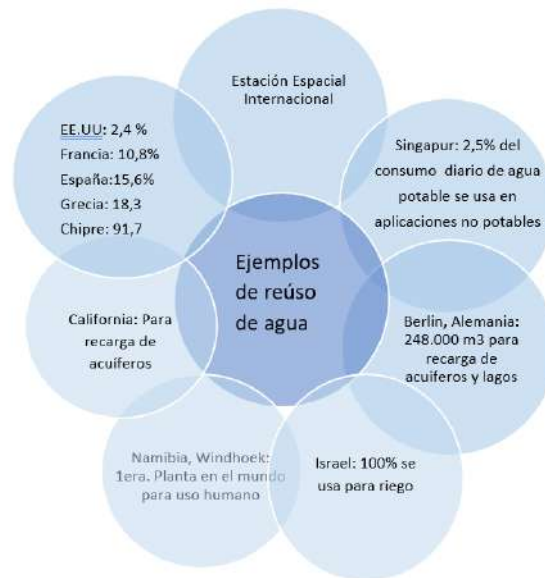 Estación Espacial
Internacional
EE.UU: 2,4 %
Francia: 10,8%
España:15,6%
Grecia: 18,3
Chipre: 91,7
Singapur: 2,5% del
consumo diario de agua
potable se usa en
aplicaciones no potables
Ejemplos
de reúso
de agua
California: Para
recarga de
acuíferos
Berlin, Alemania:
248.000 m3 para
recarga de
acuíferos y lagos
Namibia, Windhoek:
1era. Planta en el mundo
para uso humano
Israel: 100% se
usa para riego